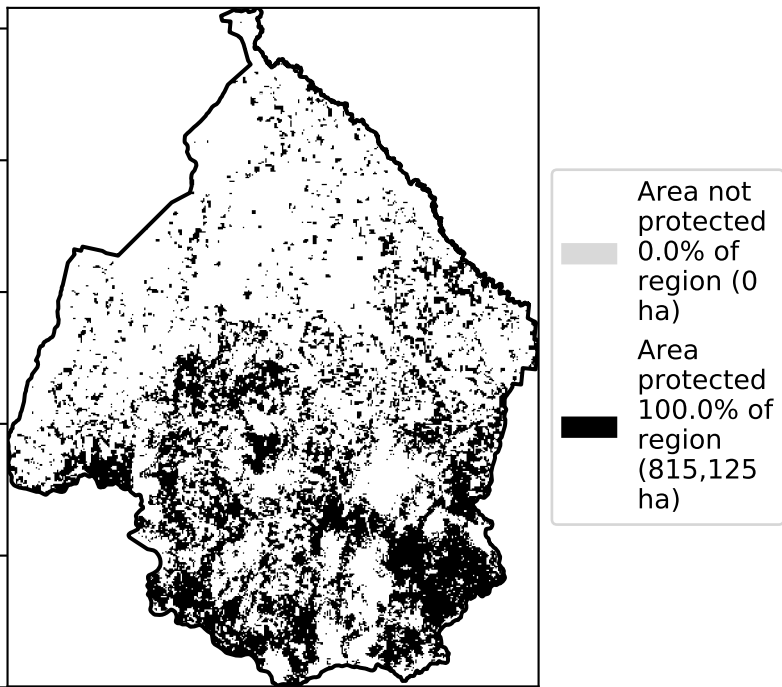 Area not
protected
0.0% of
region (0
ha)
Area
protected
100.0% of
region
(815,125
ha)